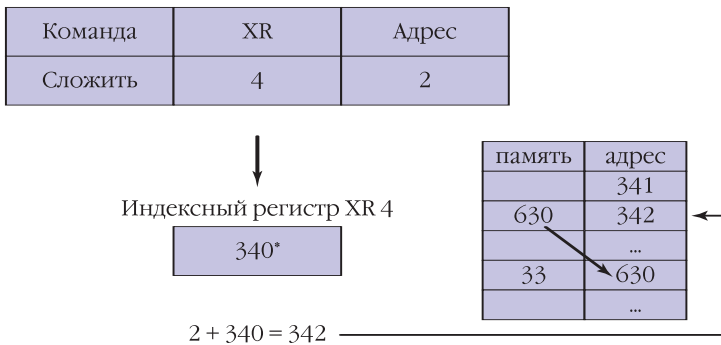 Команда XR Адрес
Сложить 4 2
память адрес
341
630 342
...
33 630
...
Индексный регистр XR 4
340*
2 + 340 = 342